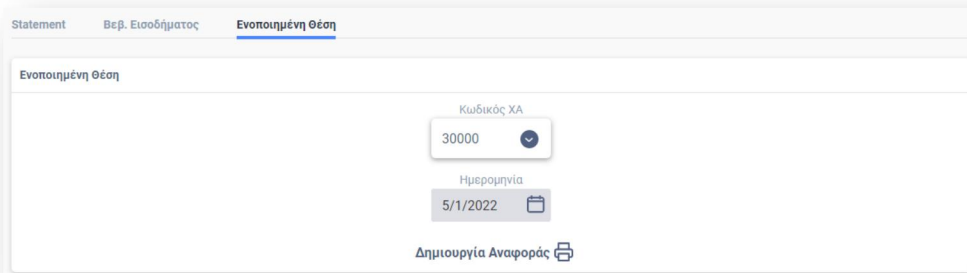 Statement Βεβ. Εισοδήματος Ενοποιημένη Θέση
Ενοποιημένη Θέση
Κωδικός ΧΑ
30000
Ημερομηνία
5/1/2022
Δημιουργία Αναφοράς